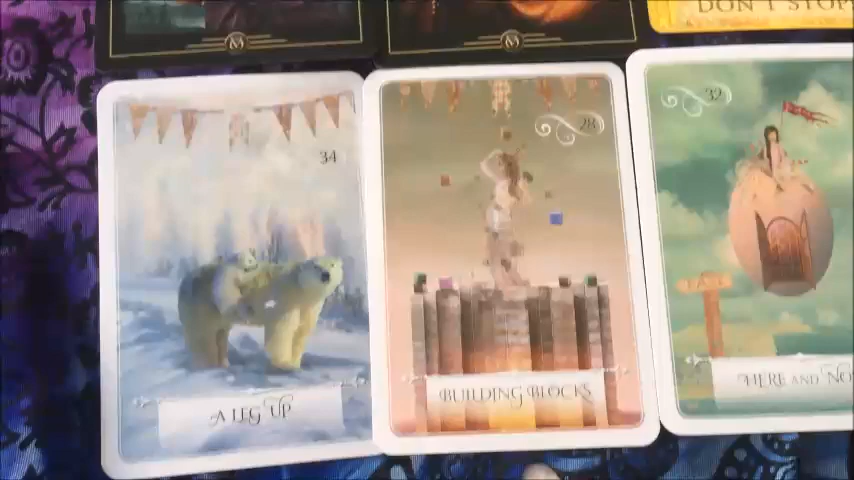 DON'T STOP
34
28
32
A LEG UP
BUILDING BLOCKS
HERE AND NO